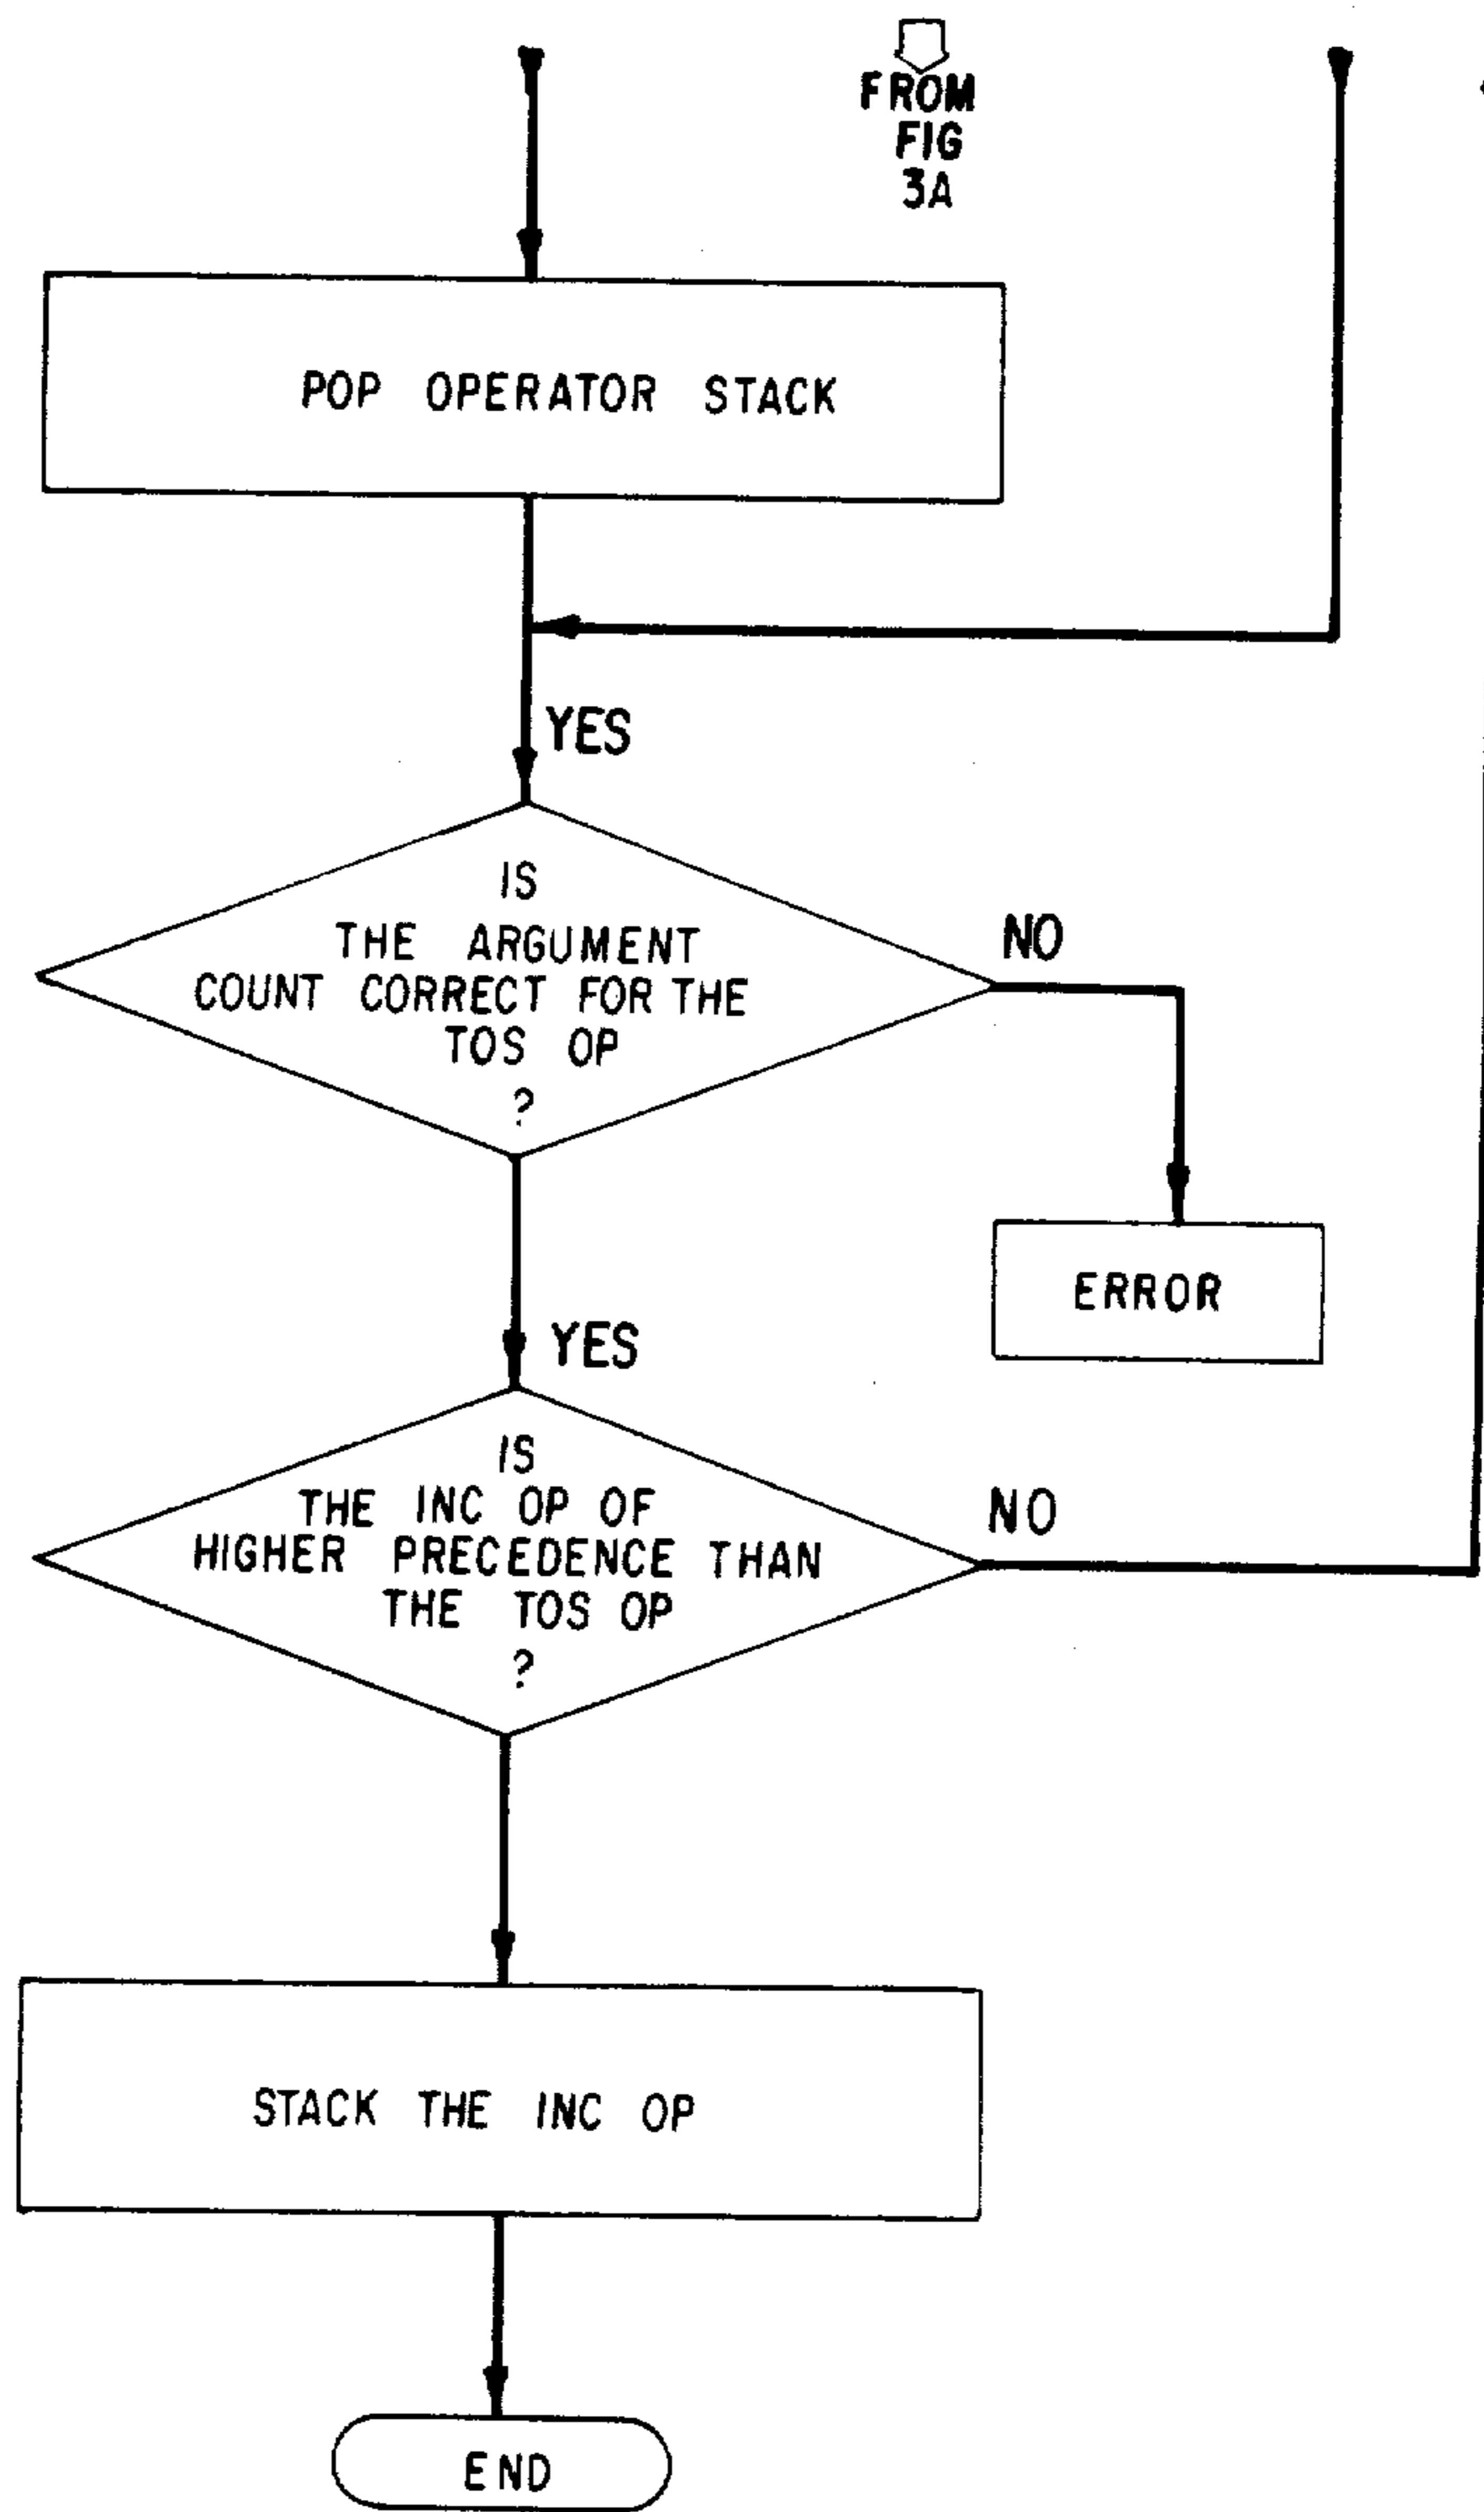 FROM
FIG
3A
POP OPERATOR STACK
YES
IS
THE ARGUMENT
COUNT CORRECT FOR THE
TOS OP
?
NO
ERROR
YES
IS
THE INC OP OF
HIGHER PRECEDENCE THAN
THE TOS OP
?
NO
STACK THE INC OP
END